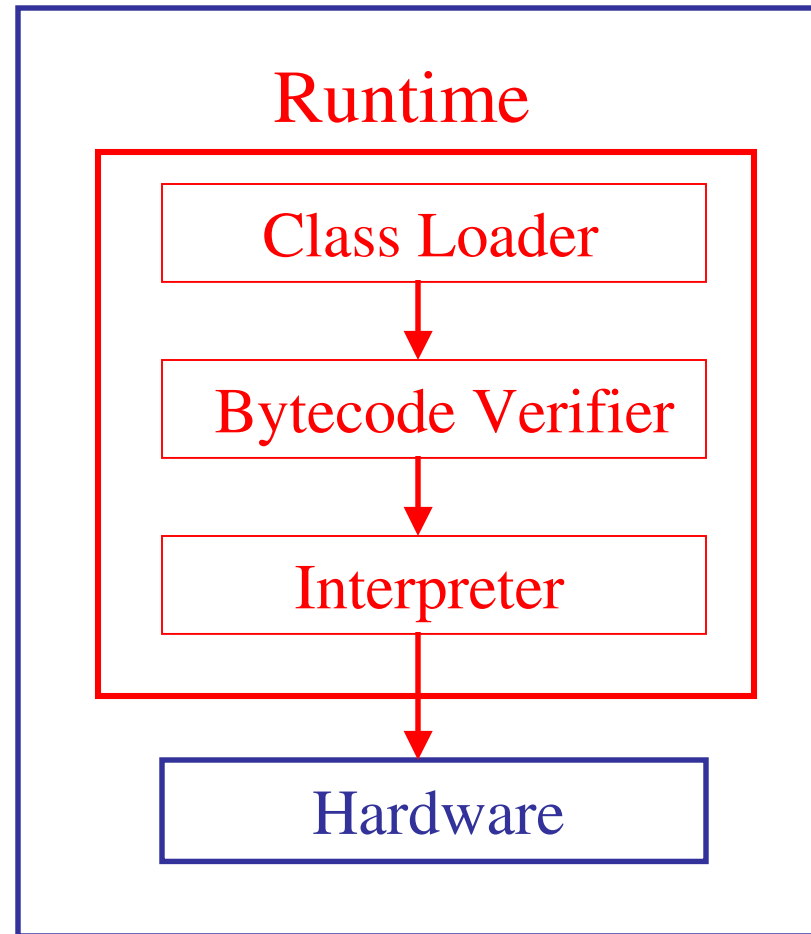 Runtime
Class Loader
Bytecode Verifier
Interpreter
Hardware